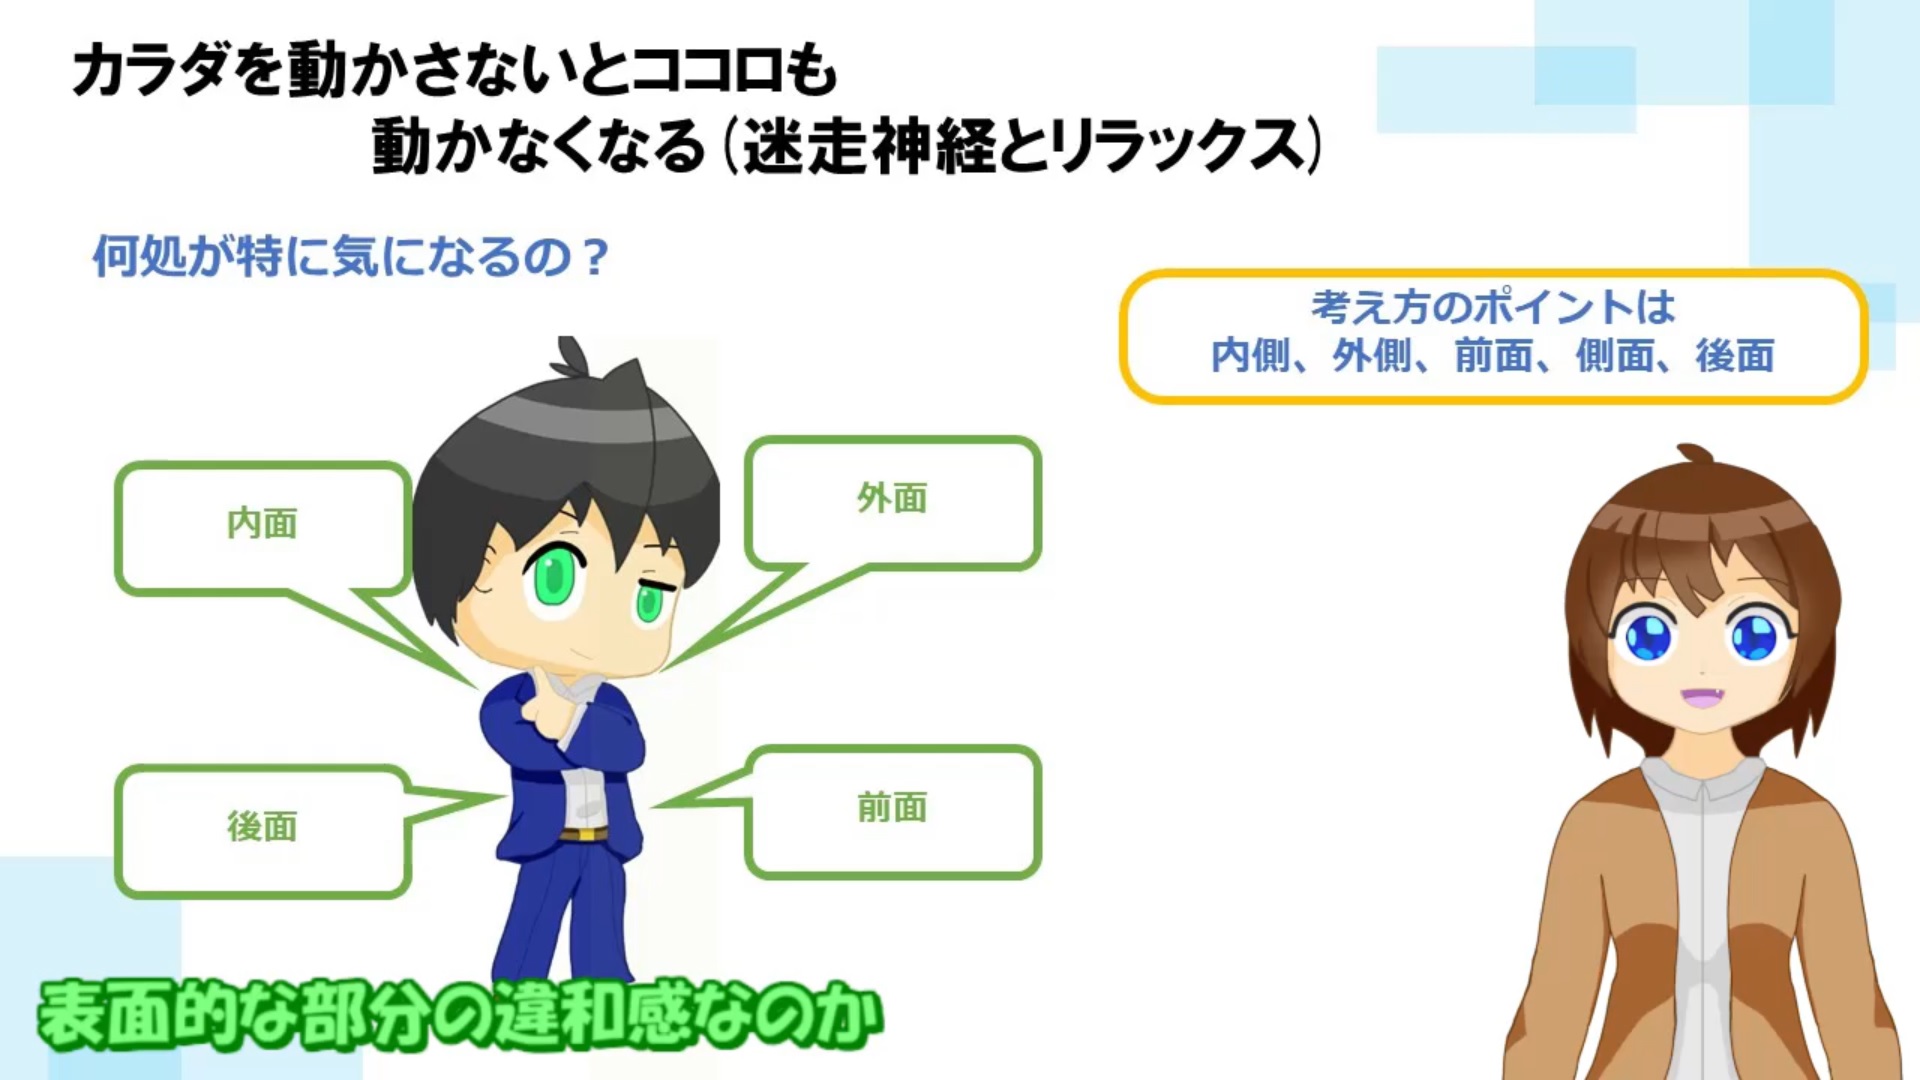 カラダを動かさないとココロも
動かなくなる（迷走神経とリラックス）
何処が特に気になるの？
考え方のポイントは
内側、外側、前面、側面、後面
内面
外面
後面
前面
表面的な部分の違和感なのか